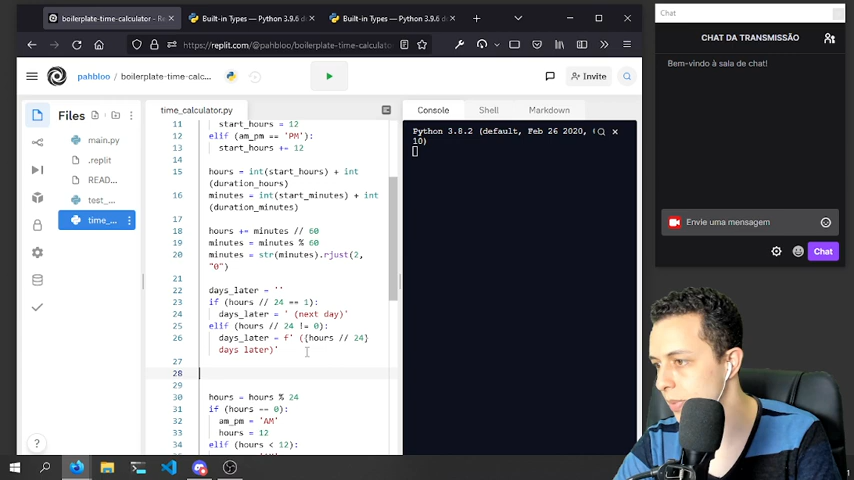 boilerplate-time-calculator - R
Built-in Types — Python 3.9.6 d
Built-in Types — Python 3.9.6 d
https://replit.com/@pahbloo/boilerplate-time-calculato
pahbloo / boilerplate-time-calc...
Invite
Files
main.py
.replit
READ...
test_...
time_...
time_calculator.py
11 start_hours = 12
12 elif (am_pm == 'PM'):
13 start_hours += 12
14
15 hours = int(start_hours) + int
(duration_hours)
16 minutes = int(start_minutes) + int
(duration_minutes)
17
18 hours += minutes // 60
19 minutes = minutes % 60
20 minutes = str(minutes).rjust(2,
"0")
21
22 days_later = ''
23 if (hours // 24 == 1):
24 days_later = ' (next day)'
25 elif (hours // 24 != 0):
26 days_later = f' ({hours // 24}
days later)'
27
28
29
30 hours = hours % 24
31 if (hours == 0):
32 am_pm = 'AM'
33 hours = 12
34 elif (hours < 12):
Console
Shell
Markdown
Python 3.8.2 (default, Feb 26 2020,
10)
Chat
CHAT DA TRANSMISSÃO
Bem-vindo à sala de chat!
Envie uma mensagem
Chat